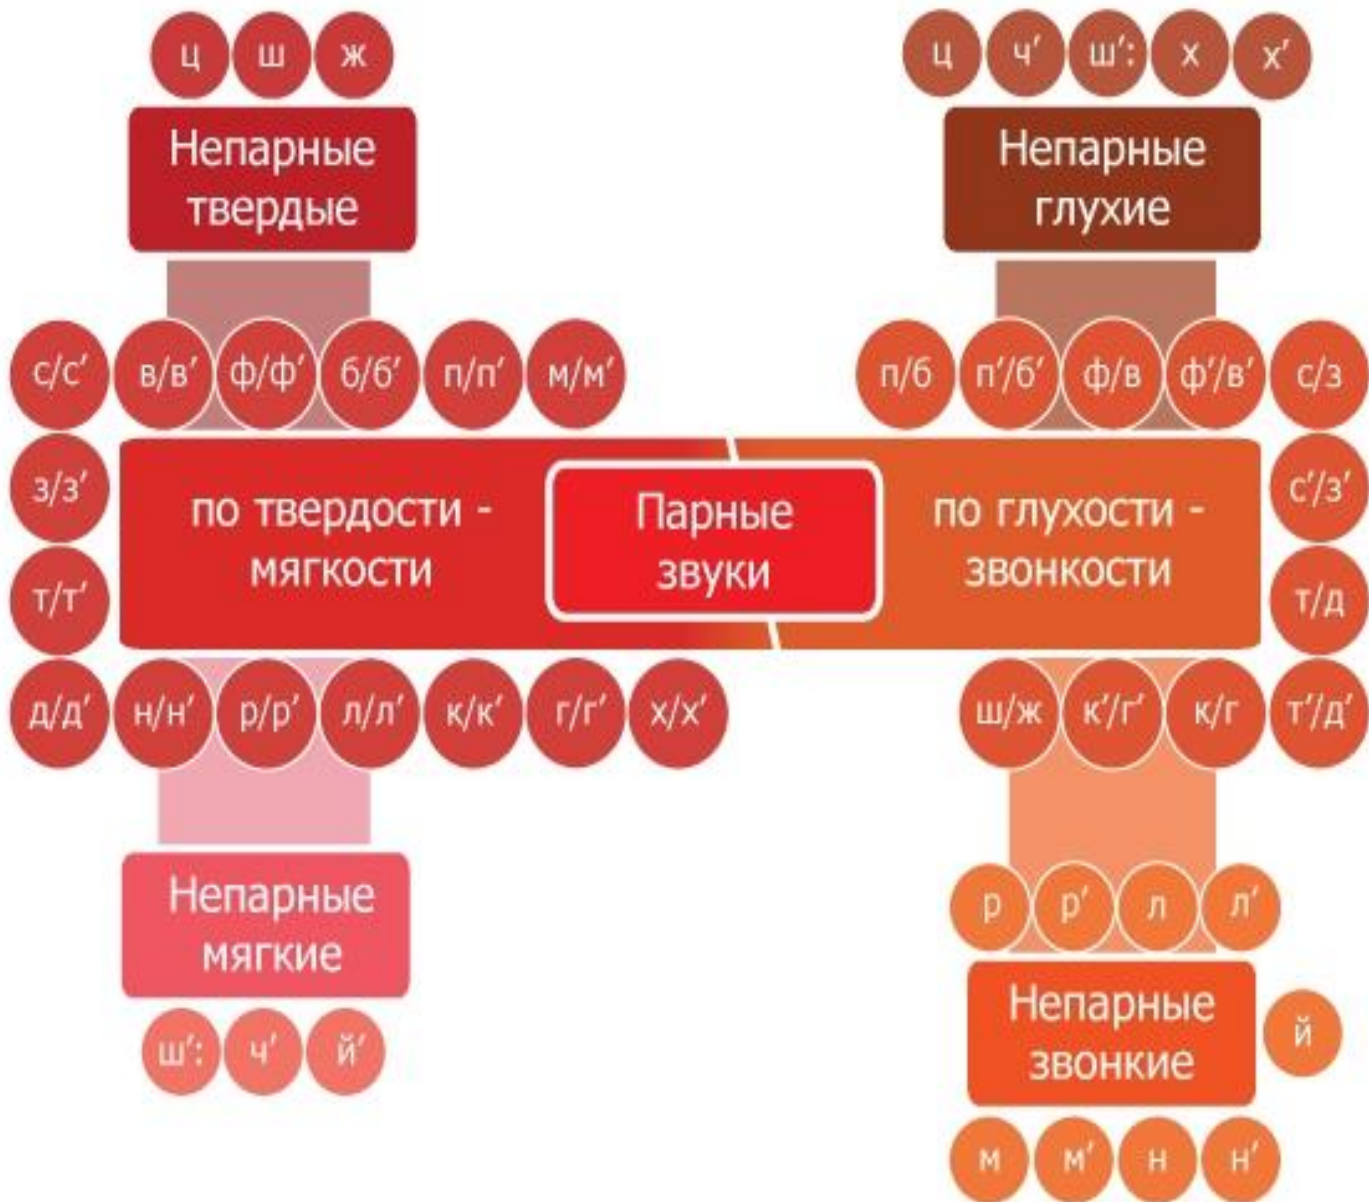 ц ш ж
Непарные
твердые
ц ч′ ш′: х х′
Непарные
глухие
с/с′ в/в′ ф/ф′ б/б′ п/п′ м/м′
п/б п′/б′ ф/в ф′/в′ с/з
з/з′
с′/з′
т/т′
т/д
по твердости -
мягкости
Парные
звуки
по глухости -
звонкости
д/д′ н/н′ р/р′ л/л′ к/к′ г/г′ х/х′
ш/ж к′/г′ к/г т′/д′
Непарные
мягкие
ш′: ч′ й′
р р′ л л′
Непарные
звонкие
й
м м′ н н′